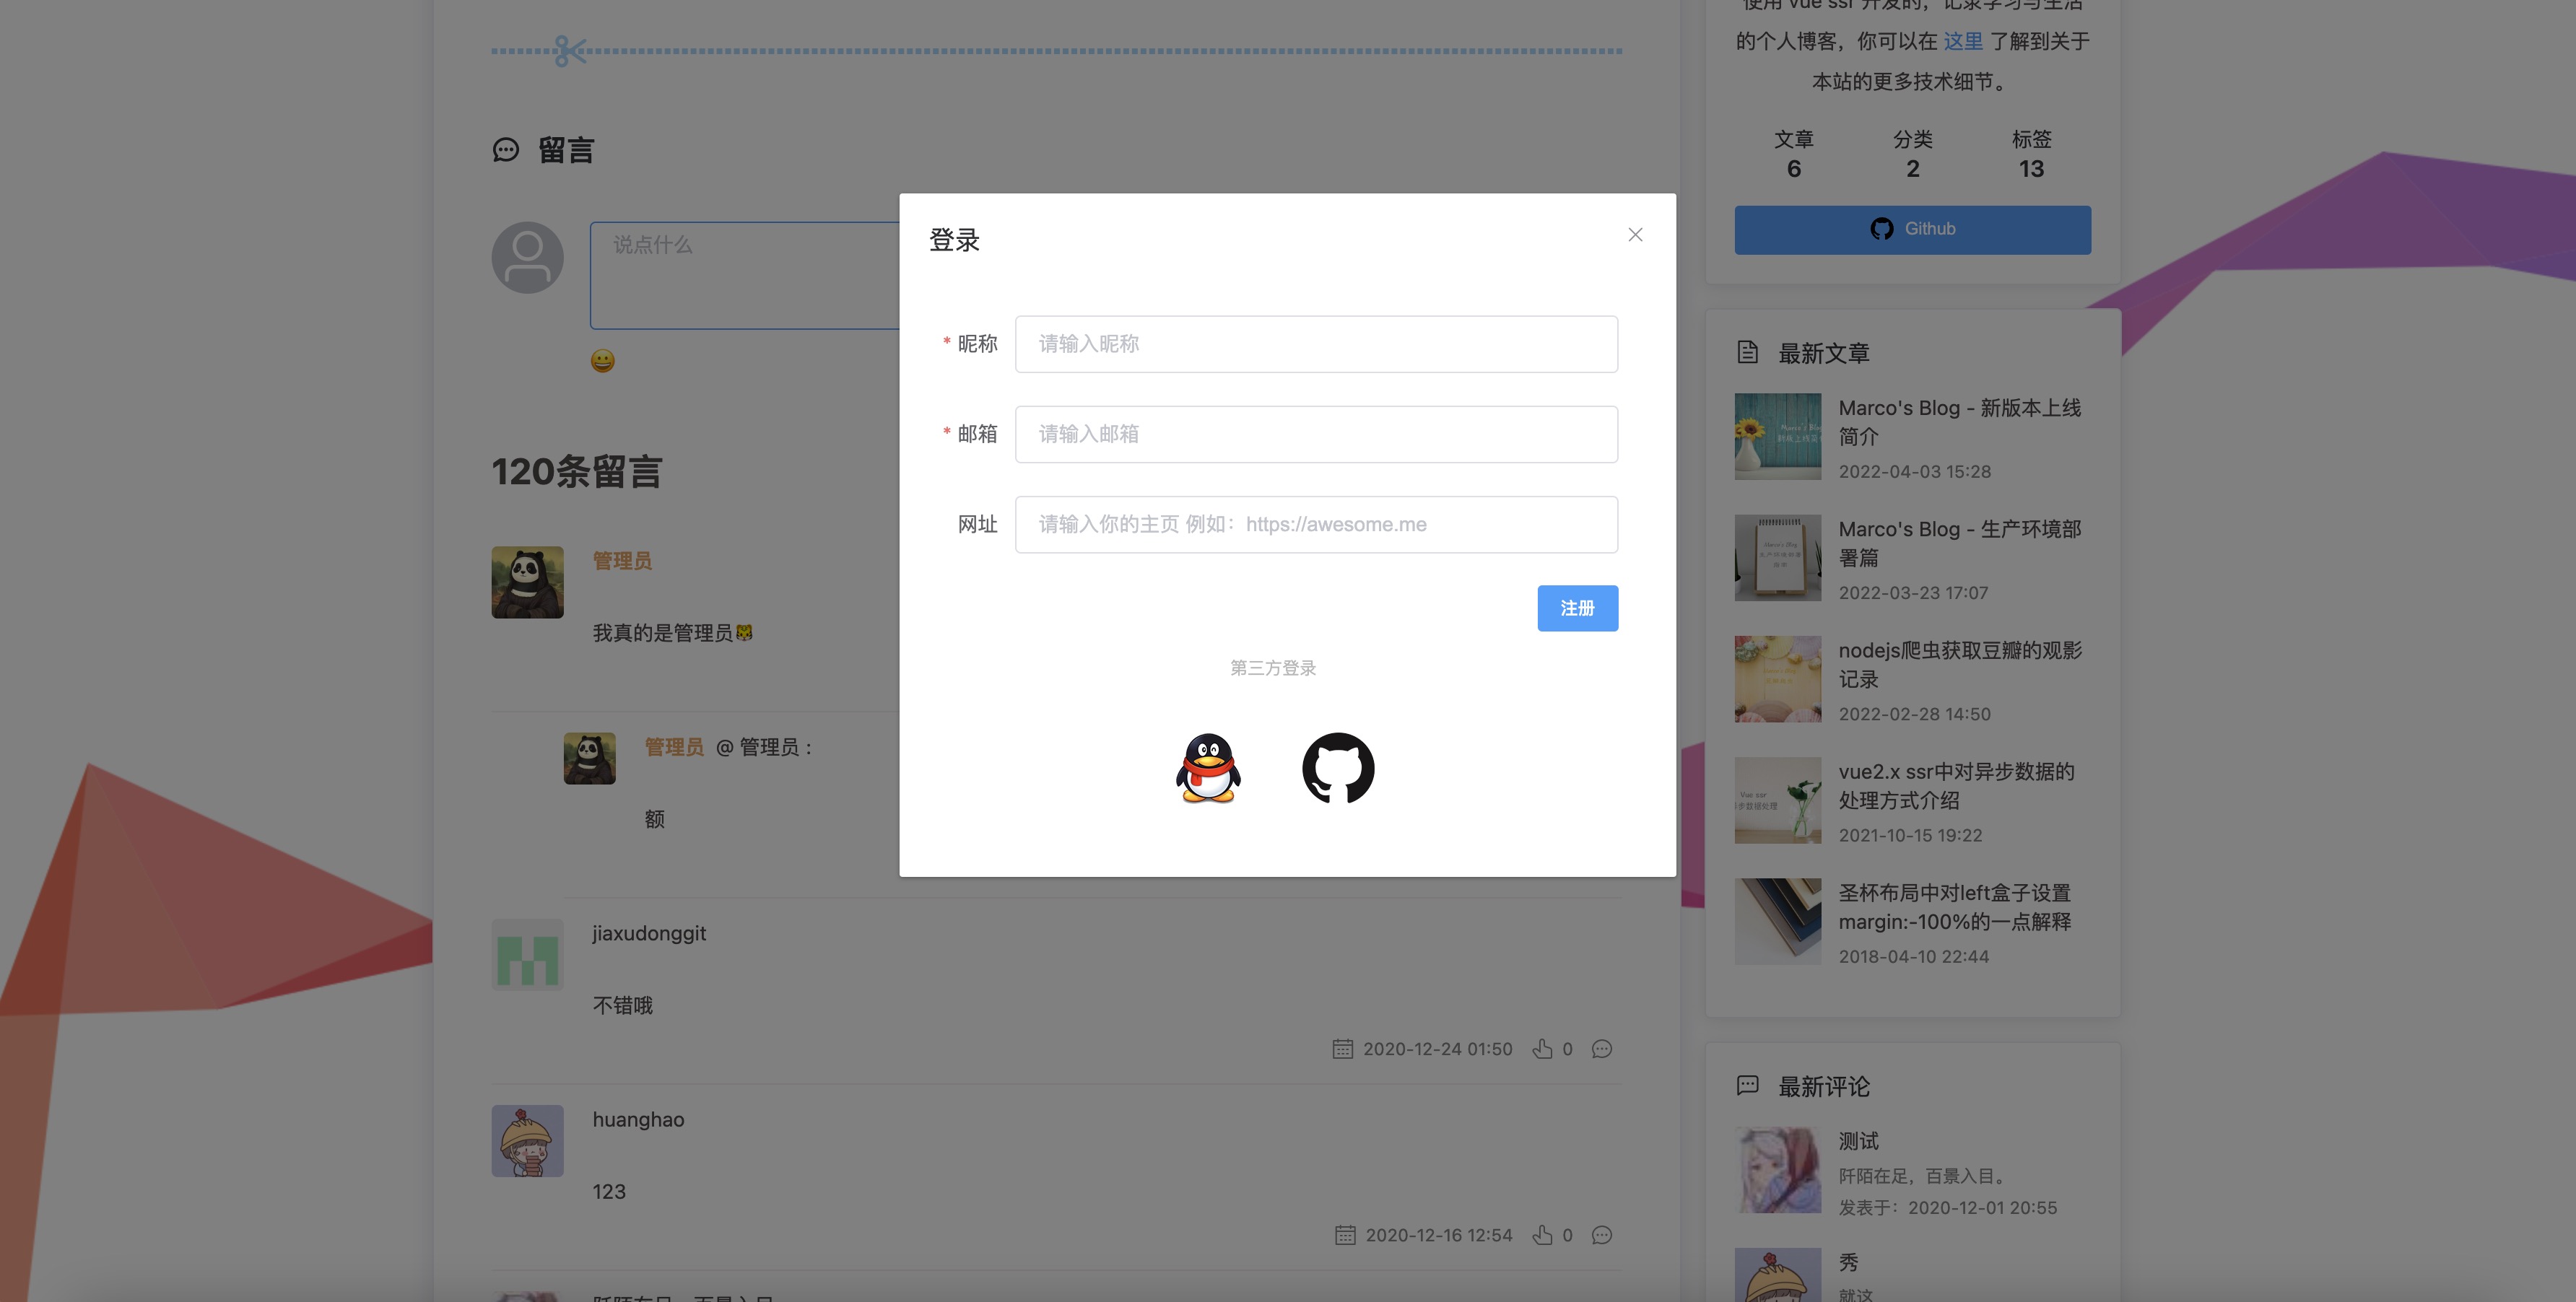 留言
说点什么
120条留言
管理员
我真的是管理员
管理员 @ 管理员 :
额
jiaxudonggit
不错哦
2020-12-24 01:50 0
huanghao
123
2020-12-16 12:54 0
登录
* 昵称 请输入昵称
* 邮箱 请输入邮箱
网址 请输入你的主页 例如：https://awesome.me
注册
第三方登录
使用 vue ssr 开发的，记录学习与生活
的个人博客，你可以在 这里 了解到关于
本站的更多技术细节。
文章 分类 标签
6 2 13
Github
最新文章
Marco's Blog - 新版本上线
简介
2022-04-03 15:28
Marco's Blog - 生产环境部
署篇
2022-03-23 17:07
nodejs爬虫获取豆瓣的观影
记录
2022-02-28 14:50
vue2.x ssr中对异步数据的
处理方式介绍
2021-10-15 19:22
圣杯布局中对left盒子设置
margin:-100%的一点解释
2018-04-10 22:44
最新评论
测试
阡陌在足，百景入目。
发表于：2020-12-01 20:55
秀
就这